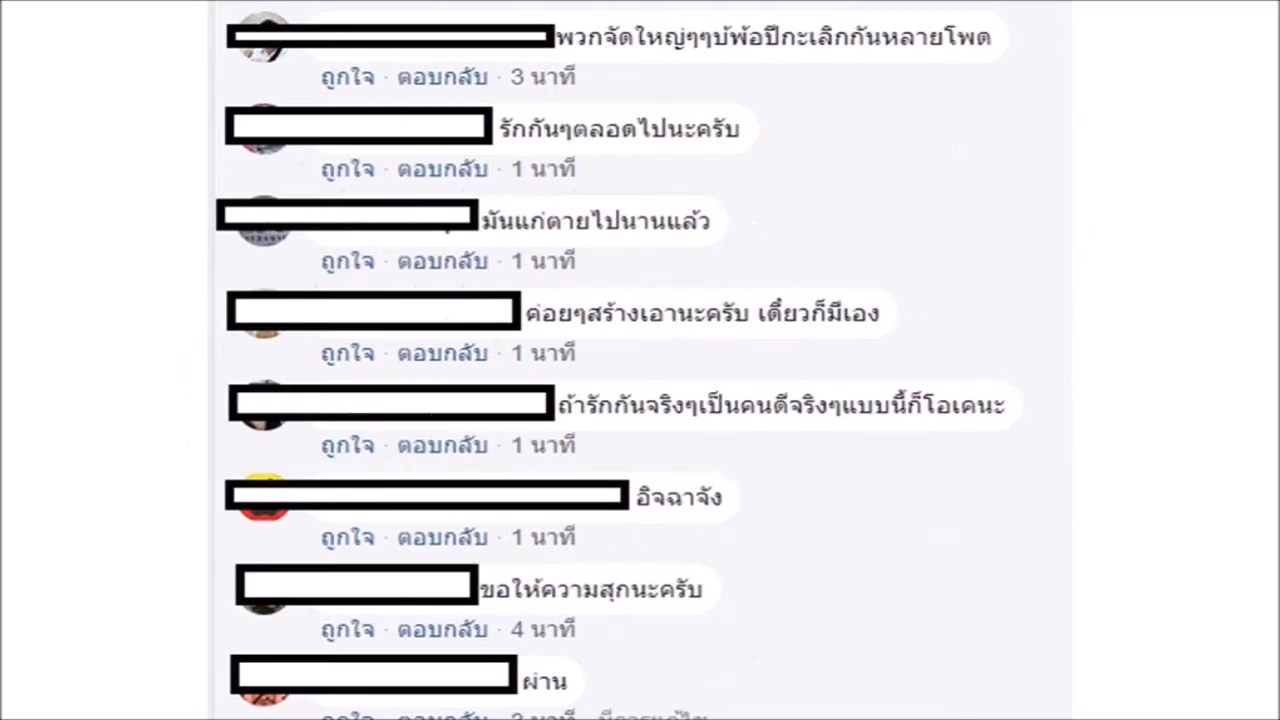 พวกจัดใหญ่ๆๆบ้พ้อปีกะเลิกกันหลายโพด
ถูกใจ · ตอบกลับ · 3 นาที
รักกันๆตลอดไปนะครับ
ถูกใจ · ตอบกลับ · 1 นาที
มันแก่ตายไปนานแล้ว
ถูกใจ · ตอบกลับ · 1 นาที
ค่อยๆสร้างเอานะครับ เดี๋ยวก็มีเอง
ถูกใจ · ตอบกลับ · 1 นาที
ถ้ารักกันจริงๆเป็นคนดีจริงๆแบบนี้ก็โอเคนะ
ถูกใจ · ตอบกลับ · 1 นาที
อิจฉาจัง
ถูกใจ · ตอบกลับ · 1 นาที
ขอให้ความสุกนะครับ
ถูกใจ · ตอบกลับ · 4 นาที
ผ่าน
ถูกใจ · ตอบกลับ